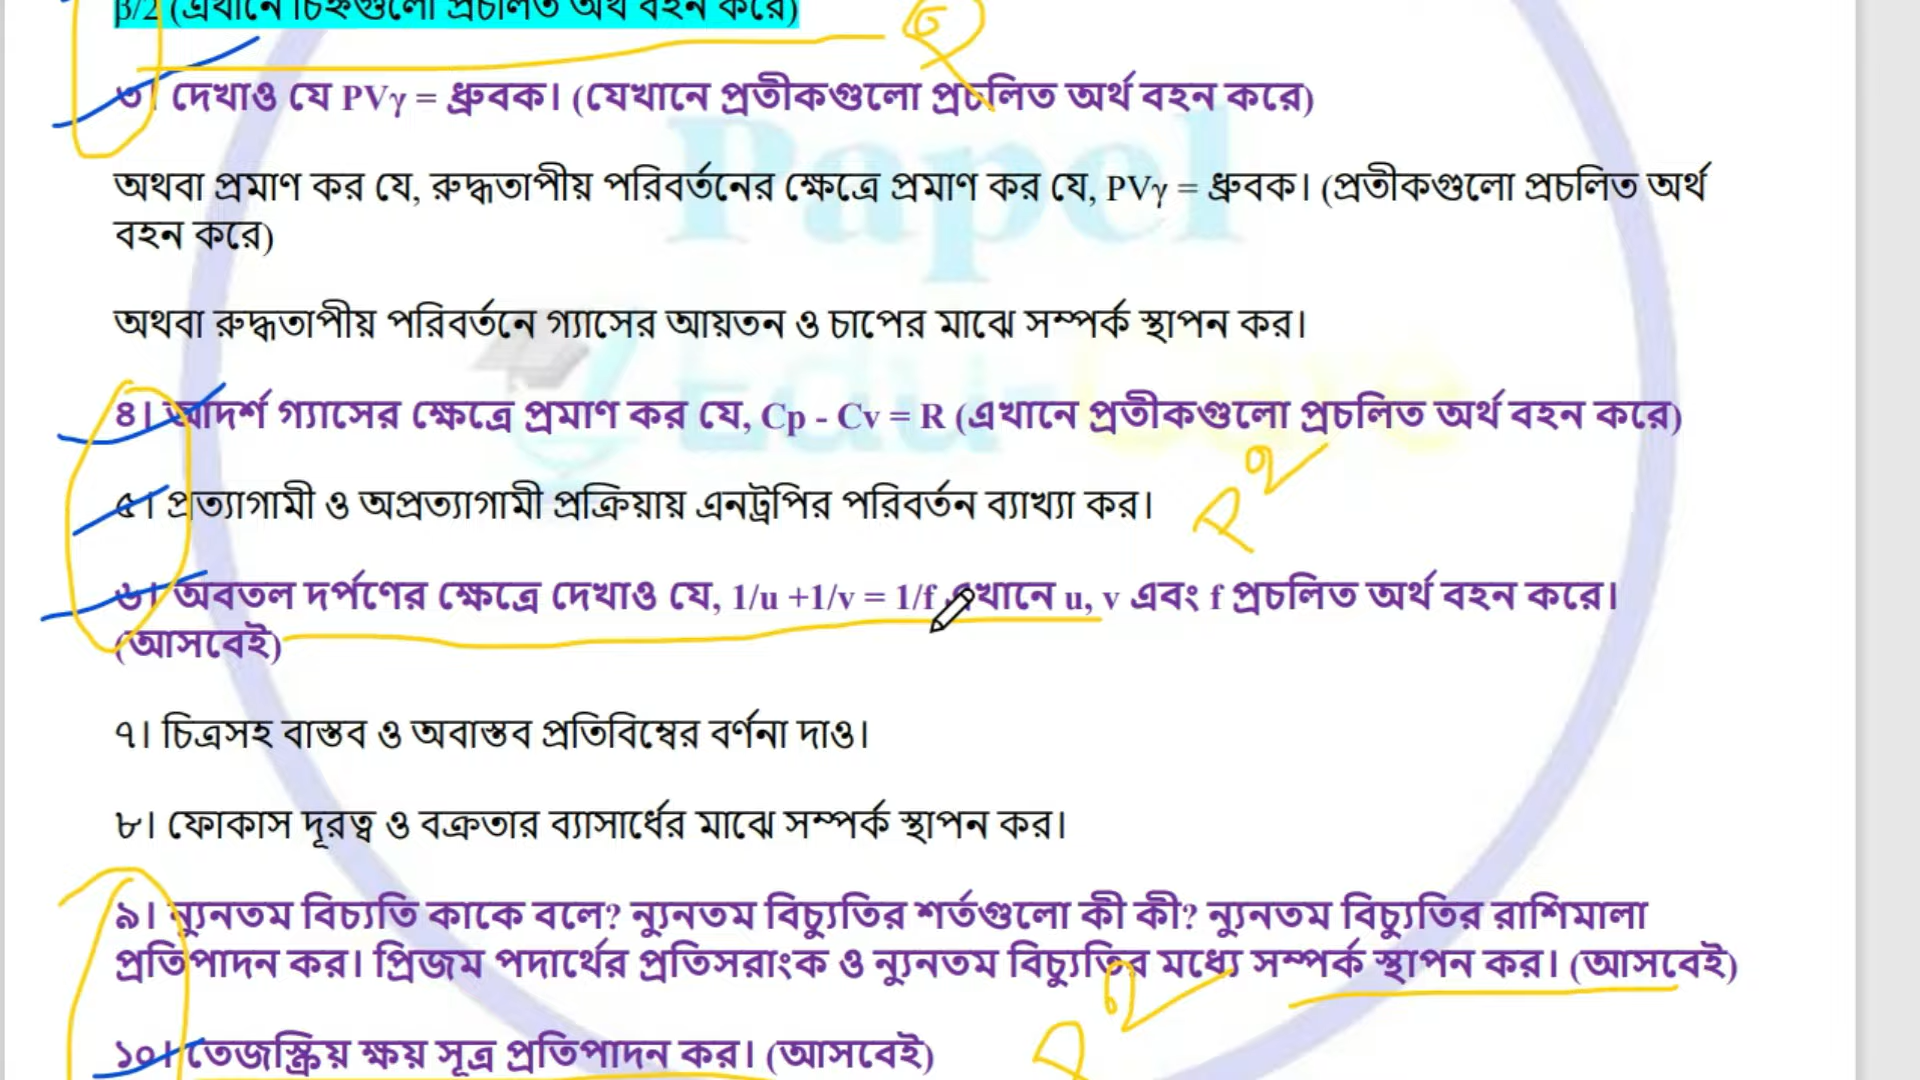 β/2 (এখানে চিহ্নগুলো প্রচলিত অর্থ বহন করে)
৩। দেখাও যে PVγ = ধ্রুবক। (যেখানে প্রতীকগুলো প্রচলিত অর্থ বহন করে)
অথবা প্রমাণ কর যে, রুদ্ধতাপীয় পরিবর্তনের ক্ষেত্রে প্রমাণ কর যে, PVγ = ধ্রুবক। (প্রতীকগুলো প্রচলিত অর্থ
বহন করে)
Papel
অথবা রুদ্ধতাপীয় পরিবর্তনে গ্যাসের আয়তন ও চাপের মাঝে সম্পর্ক স্থাপন কর।
Edu-Care
৪। আদর্শ গ্যাসের ক্ষেত্রে প্রমাণ কর যে, Cp - Cv = R (এখানে প্রতীকগুলো প্রচলিত অর্থ বহন করে)
৫। প্রত্যাগামী ও অপ্রত্যাগামী প্রক্রিয়ায় এনট্রপির পরিবর্তন ব্যাখ্যা কর।
৬। অবতল দর্পণের ক্ষেত্রে দেখাও যে, 1/u +1/v = 1/f এখানে u, v এবং f প্রচলিত অর্থ বহন করে।
(আসবেই)
৭। চিত্রসহ বাস্তব ও অবাস্তব প্রতিবিম্বের বর্ণনা দাও।
৮। ফোকাস দূরত্ব ও বক্রতার ব্যাসার্ধের মাঝে সম্পর্ক স্থাপন কর।
৯। ন্যুনতম বিচ্যতি কাকে বলে? ন্যুনতম বিচ্যুতির শর্তগুলো কী কী? ন্যুনতম বিচ্যুতির রাশিমালা
প্রতিপাদন কর। প্রিজম পদার্থের প্রতিসরাংক ও ন্যুনতম বিচ্যুতির মধ্যে সম্পর্ক স্থাপন কর। (আসবেই)
১০। তেজস্ক্রিয় ক্ষয় সূত্র প্রতিপাদন কর। (আসবেই)